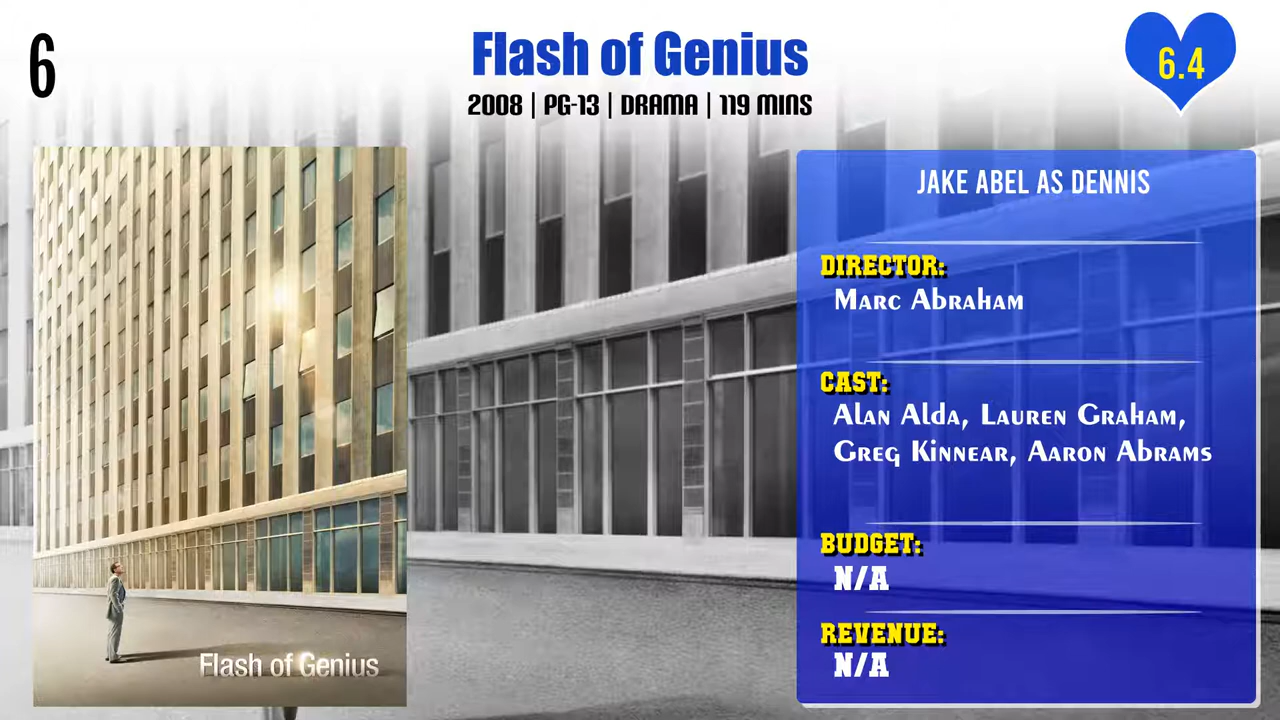 6
Flash of Genius
2008 | PG-13 | DRAMA | 119 MINS
6.4
Flash of Genius
JAKE ABEL AS DENNIS
DIRECTOR:
Marc Abraham
CAST:
Alan Alda, Lauren Graham,
Greg Kinnear, Aaron Abrams
BUDGET:
N/A
REVENUE:
N/A